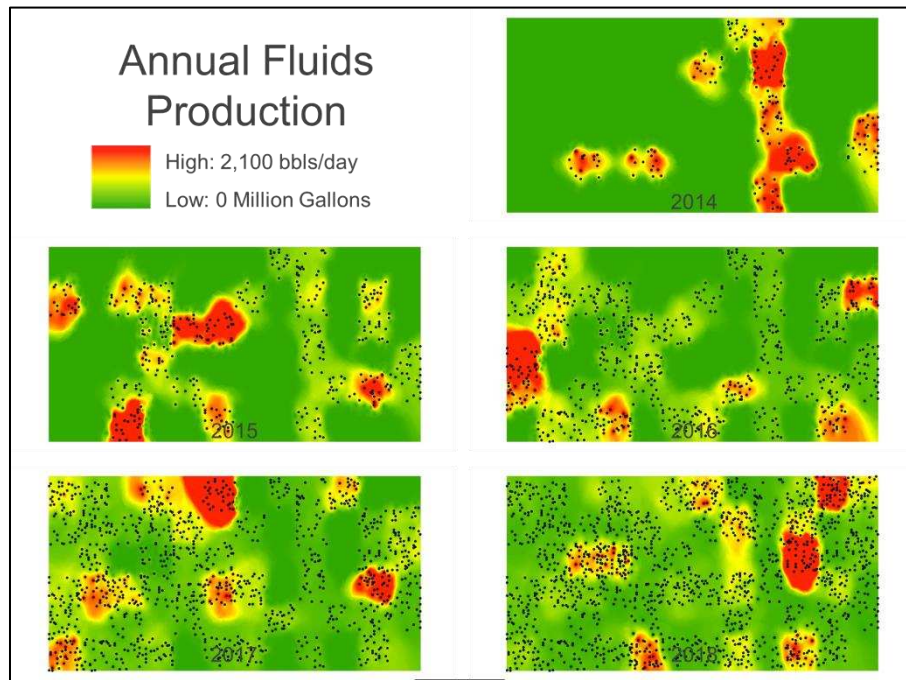 Annual Fluids
Production
High: 2,100 bbls/day
Low: 0 Million Gallons
2014
2015
2016
2017
2018